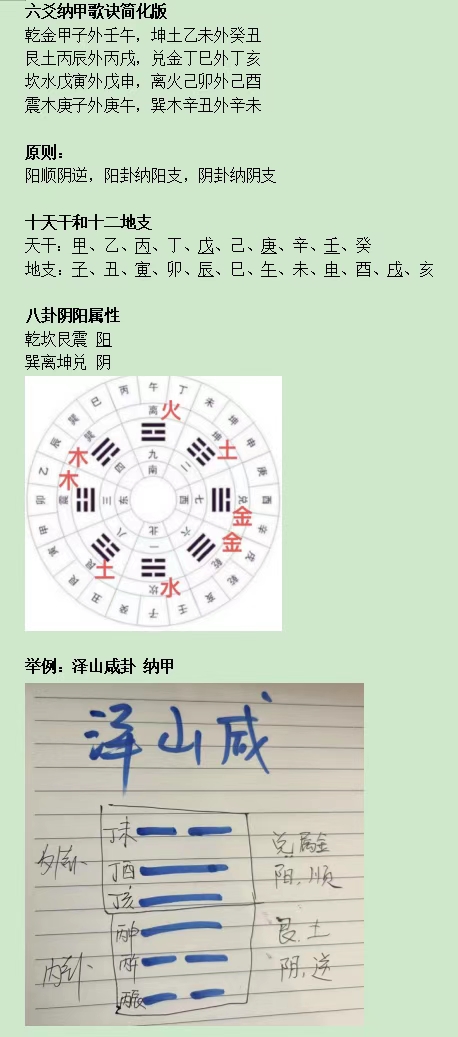 六爻纳甲歌诀简化版
乾金甲子外壬午，坤土乙未外癸丑
艮土丙辰外丙戌，兑金丁巳外丁亥
坎水戊寅外戊申，离火己卯外己酉
震木庚子外庚午，巽木辛丑外辛未
原则：
阳顺阴逆，阳卦纳阳支，阴卦纳阴支
十天干和十二地支
天干：甲、乙、丙、丁、戊、己、庚、辛、壬、癸
地支：子、丑、寅、卯、辰、巳、午、未、申、酉、戌、亥
八卦阴阳属性
乾坎艮震 阳
巽离坤兑 阴
午
丙
丁
巳
未
巽
坤
辰
申
乙
庚
卯
酉
甲
辛
寅
戌
艮
乾
丑
亥
癸
壬
子
离
火
巽
坤
木
土
木
震
兑
金
金
艮
乾
土
坎
水
九
四
二
三
七
八
一
南
东
西
北
举例：泽山咸卦 纳甲
泽山咸
外卦
丁未
丁酉
丁亥
兑属金
阳，顺
内卦
丙申
丙午
丙辰
艮，土
阴，逆